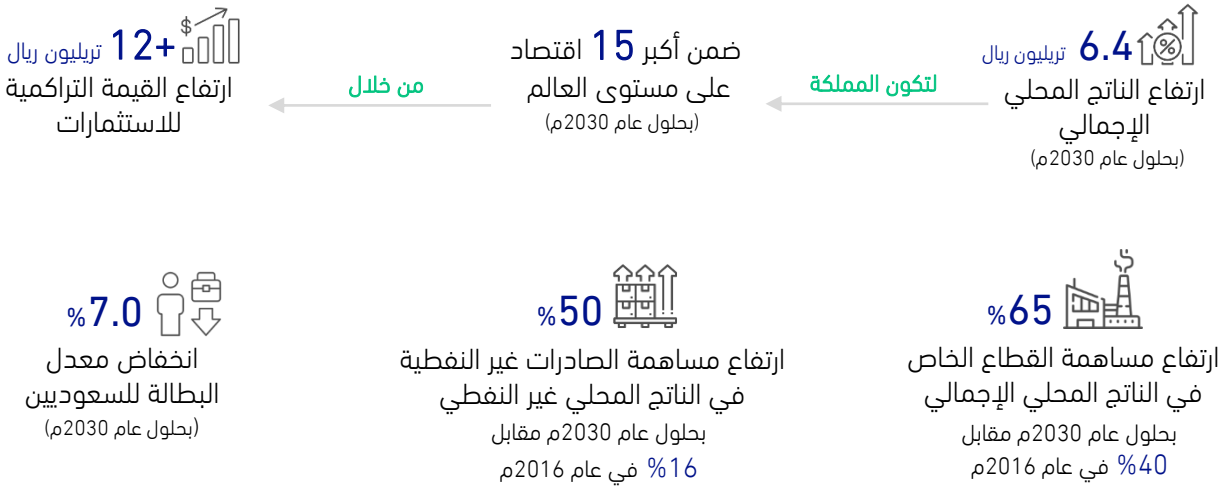 6.4 تريليون ريال
ارتفاع الناتج المحلي
الإجمالي
(بحلول عام 2030م)
لتكون المملكة
ضمن أكبر 15 اقتصاد
على مستوى العالم
(بحلول عام 2030م)
من خلال
+12 تريليون ريال
ارتفاع القيمة التراكمية
للاستثمارات
%65
ارتفاع مساهمة القطاع الخاص
في الناتج المحلي الإجمالي
بحلول عام 2030م مقابل
%40 في عام 2016م
%50
ارتفاع مساهمة الصادرات غير النفطية
في الناتج المحلي غير النفطي
بحلول عام 2030م مقابل
%16 في عام 2016م
%7.0
انخفاض معدل
البطالة للسعوديين
(بحلول عام 2030م)